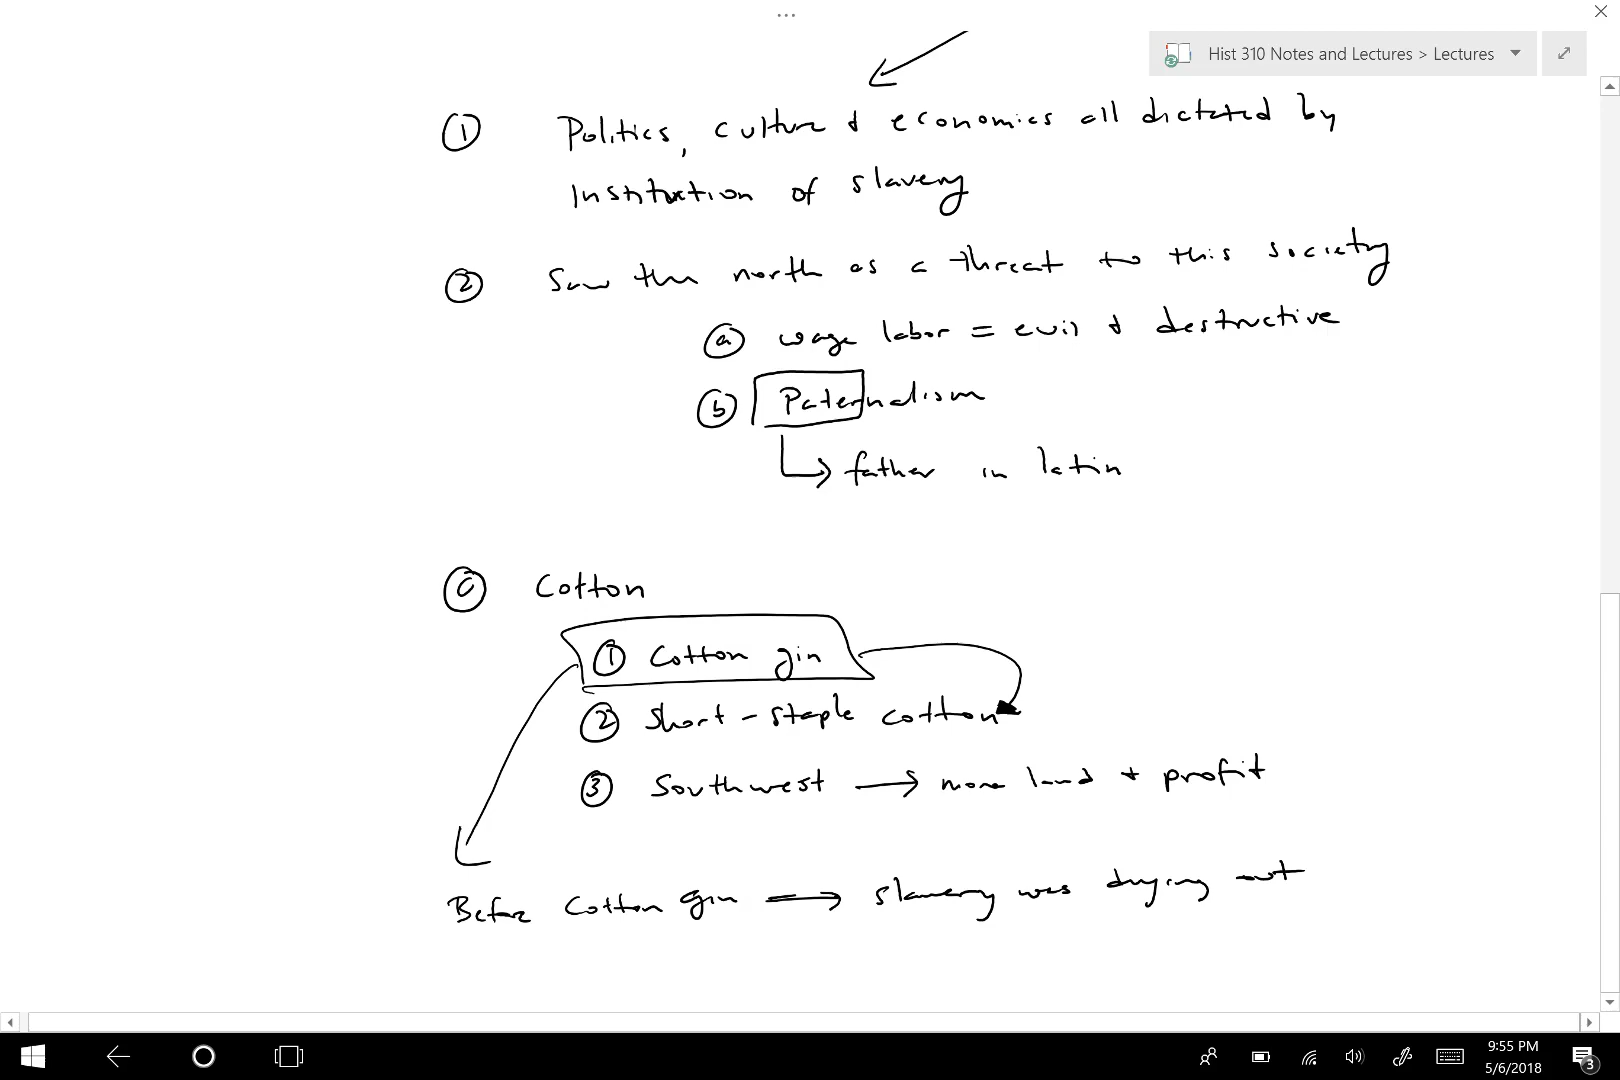 Hist 310 Notes and Lectures > Lectures
① Politics, culture & economics all dictated by
Institution of slavery
② Saw the north as a threat to this society
ⓐ wage labor = evil & destructive
ⓑ Paternalism
↳ father in latin
Ⓒ Cotton
① Cotton gin
② Short-staple cotton
③ Southwest → more land + profit
Before Cotton gin → slavery was drying out
9:55 PM
5/6/2018
3